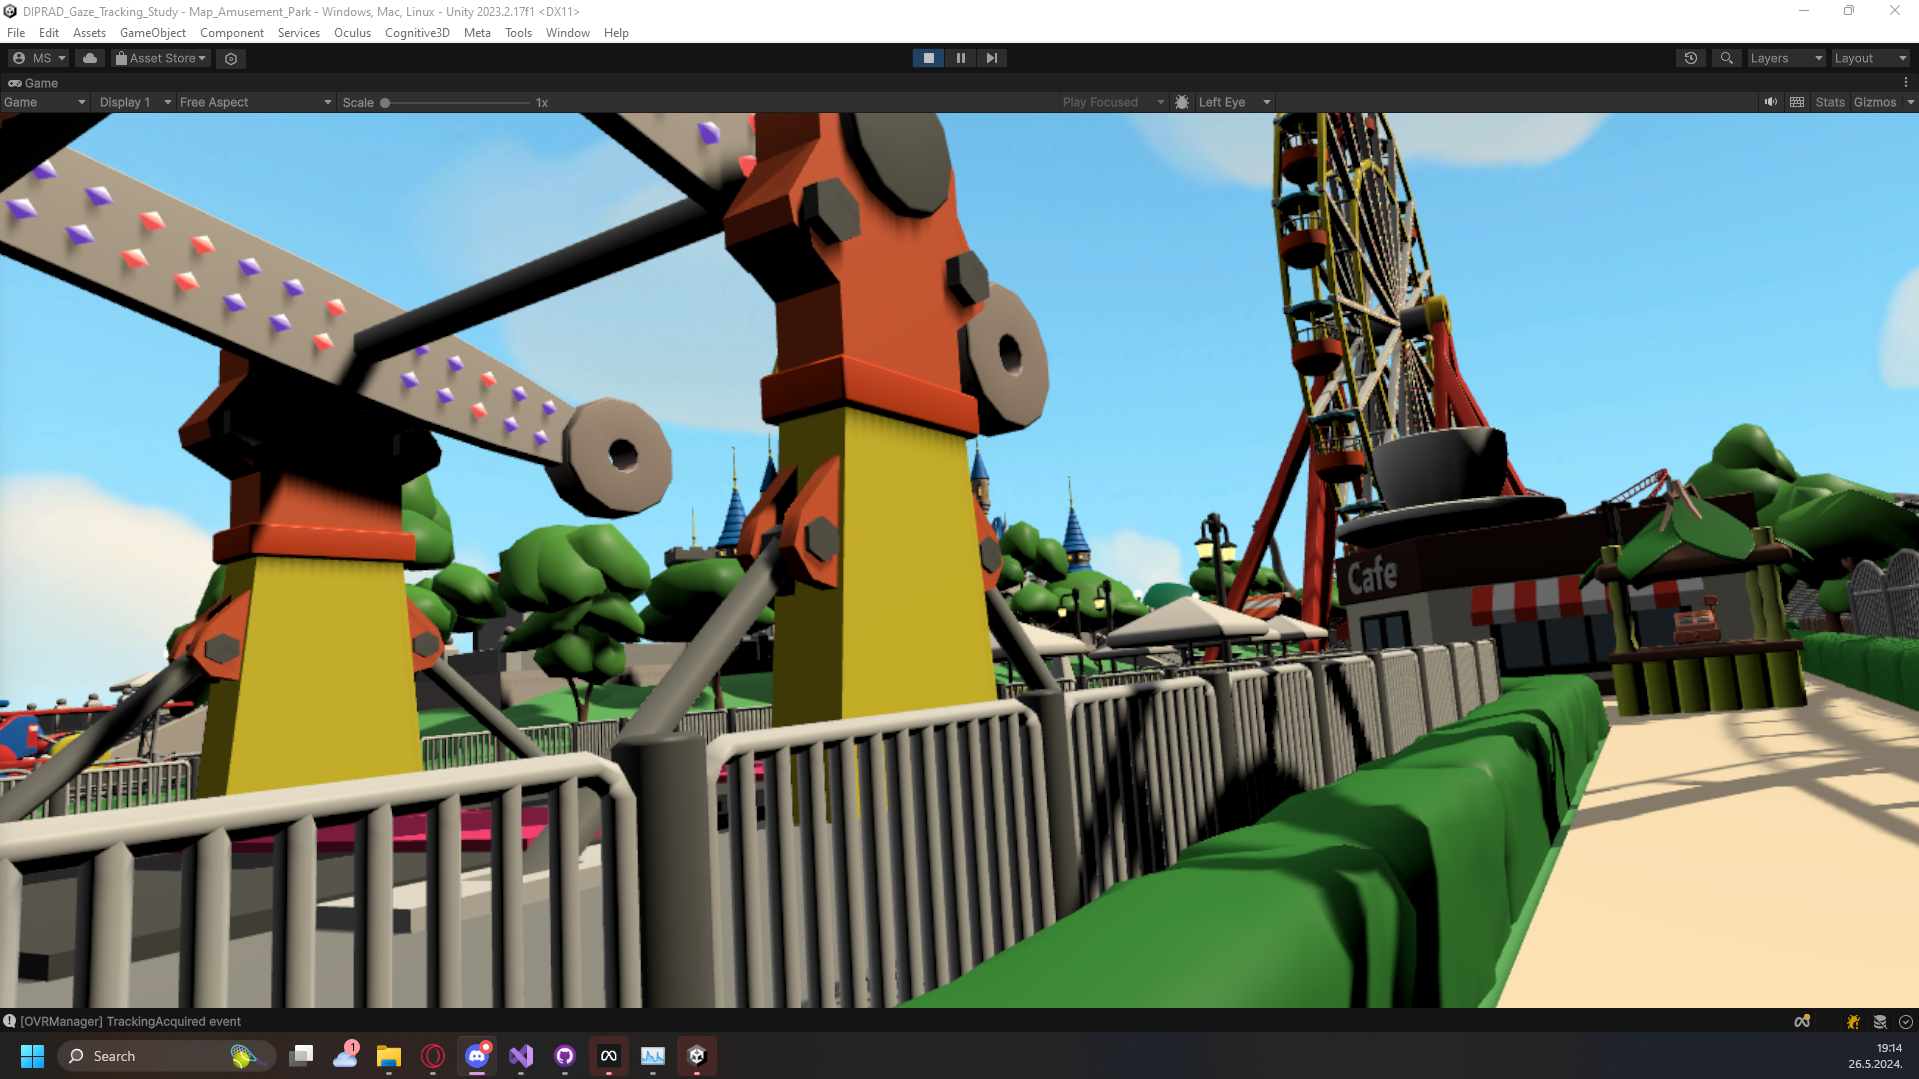 DIPRAD_Gaze_Tracking_Study - Map_Amusement_Park - Windows, Mac, Linux - Unity 2023.2.17f1 <DX11>
File Edit Assets GameObject Component Services Oculus Cognitive3D Meta Tools Window Help
MS Asset Store Layers Layout
Game
Game Display 1 Free Aspect Scale 1x Play Focused Left Eye Stats Gizmos
Cafe
[OVRManager] TrackingAcquired event
Search 1 19:14
26.5.2024.